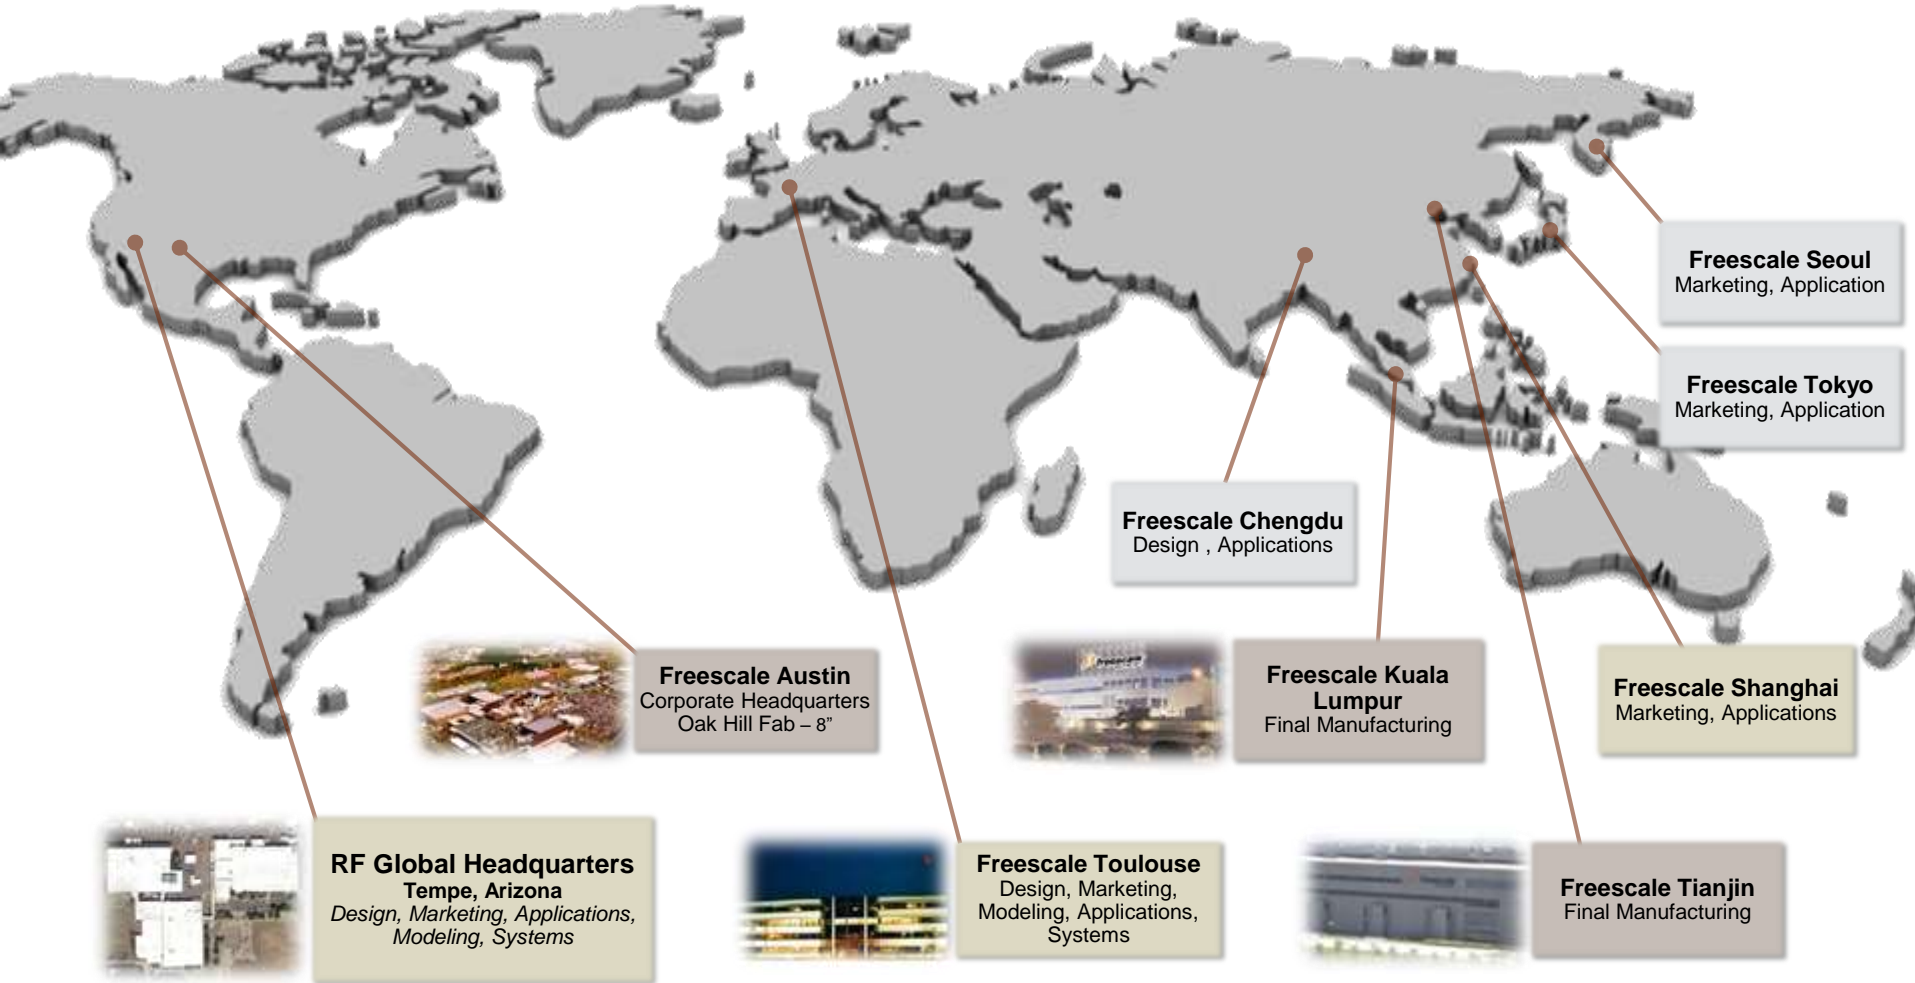 Freescale Seoul
Marketing, Application
Freescale Tokyo
Marketing, Application
Freescale Chengdu
Design , Applications
Freescale Austin
Corporate Headquarters
Oak Hill Fab – 8”
freescale
Freescale Kuala
Lumpur
Final Manufacturing
Freescale Shanghai
Marketing, Applications
RF Global Headquarters
Tempe, Arizona
Design, Marketing, Applications,
Modeling, Systems
Freescale Toulouse
Design, Marketing,
Modeling, Applications,
Systems
Freescale Tianjin
Final Manufacturing